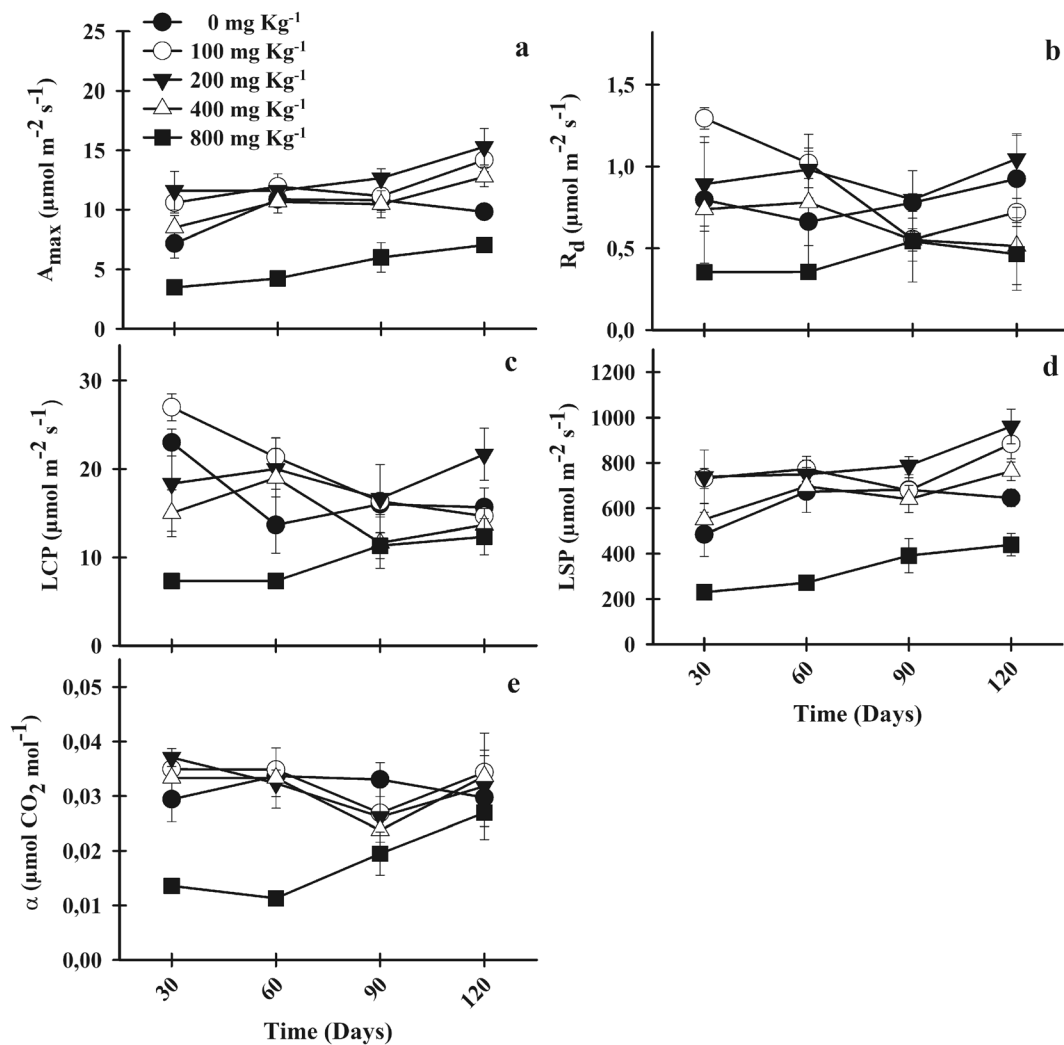 a
0 mg Kg⁻¹
100 mg Kg⁻¹
200 mg Kg⁻¹
400 mg Kg⁻¹
800 mg Kg⁻¹
25
20
15
10
5
0
Amax (µmol m⁻² s⁻¹)
b
1,5
1,0
0,5
0,0
Rd (µmol m⁻² s⁻¹)
c
30
20
10
0
LCP (µmol m⁻² s⁻¹)
d
1200
1000
800
600
400
200
0
LSP (µmol m⁻² s⁻¹)
30
60
90
120
Time (Days)
e
0,05
0,04
0,03
0,02
0,01
0,00
α (µmol CO₂ mol⁻¹)
30
60
90
120
Time (Days)